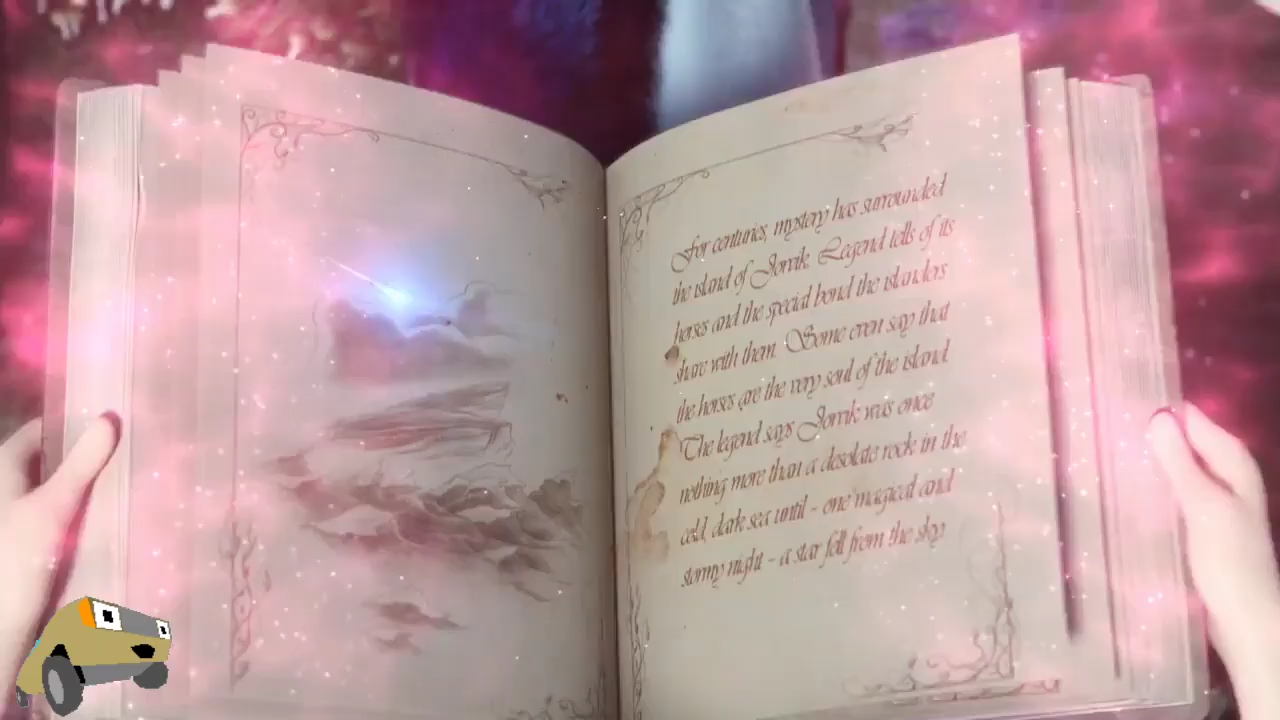 For centuries, mystery has surrounded
the island of Jorvik. Legend tells of its
horses and the special bond the islanders
share with them. Some even say that
the horses are the very soul of the island.
The legend says Jorvik was once
nothing more than a desolate rock in the
cold, dark sea until - one magical and
stormy night - a star fell from the sky.